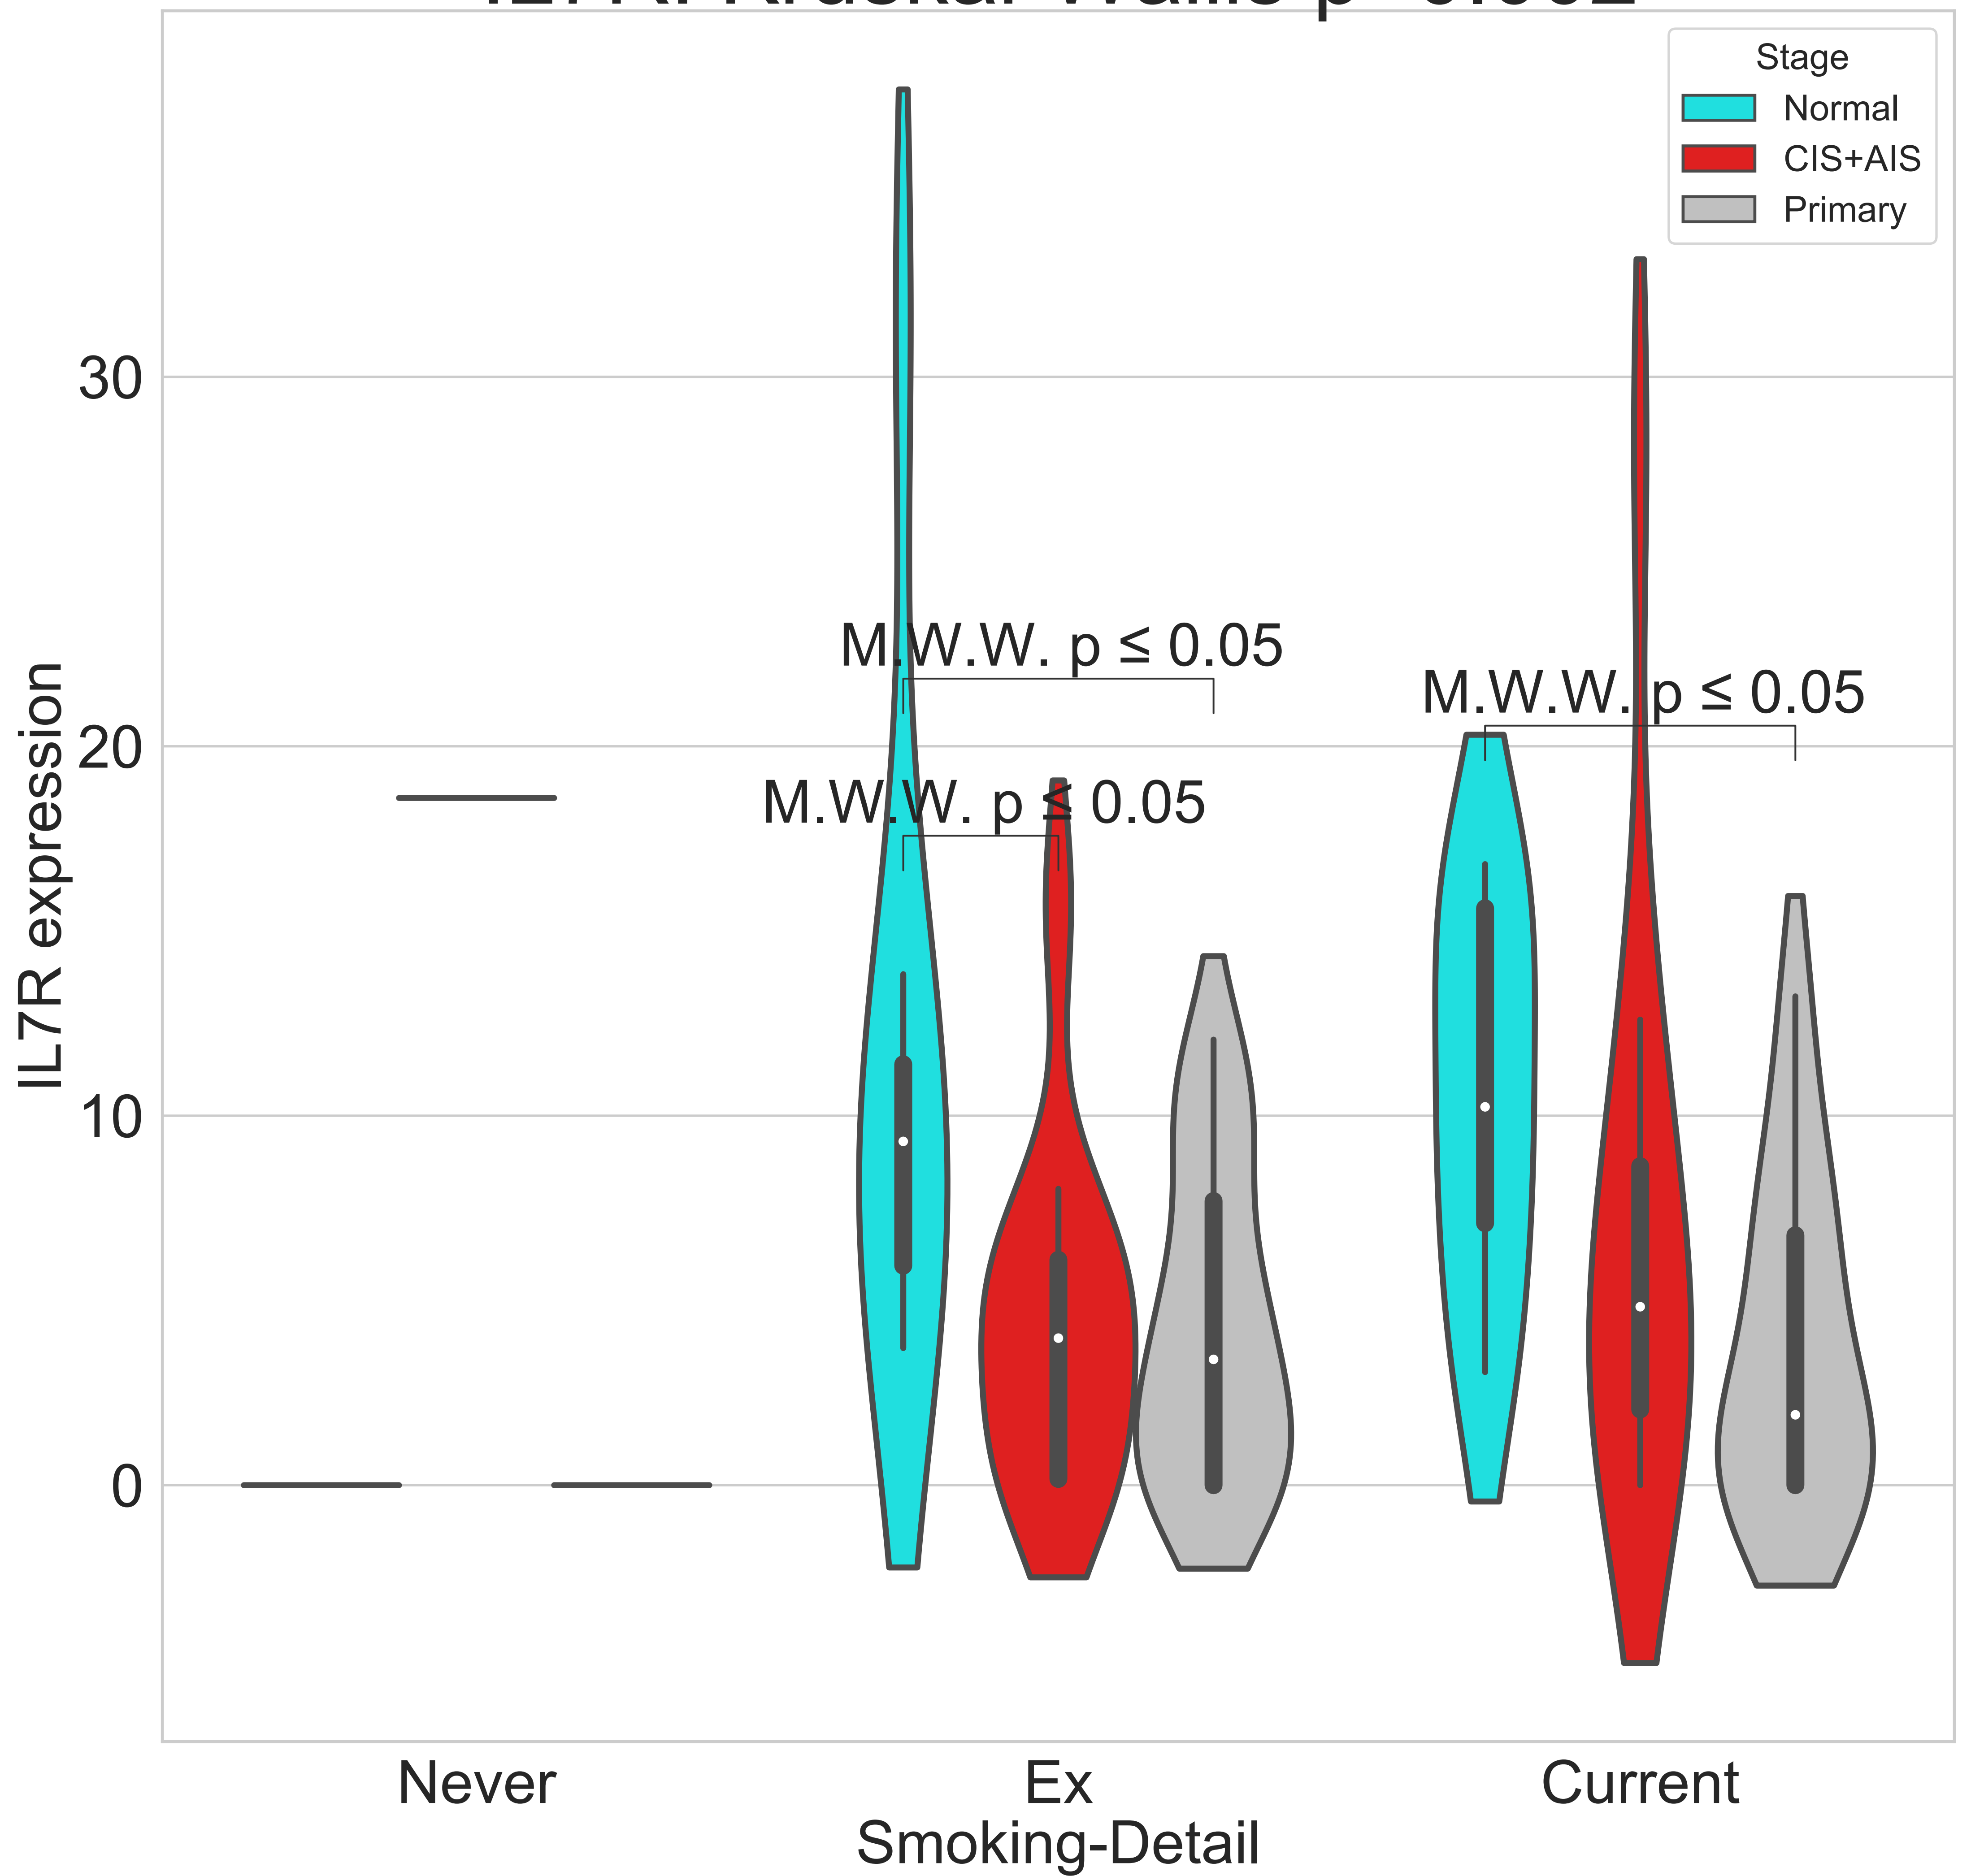 Stage
Normal
CIS+AIS
Primary
30
20
10
0
IL7R expression
M.W.W. p ≤ 0.05
M.W.W. p ≤ 0.05
M.W.W. p ≤ 0.05
Never
Ex
Current
Smoking-Detail